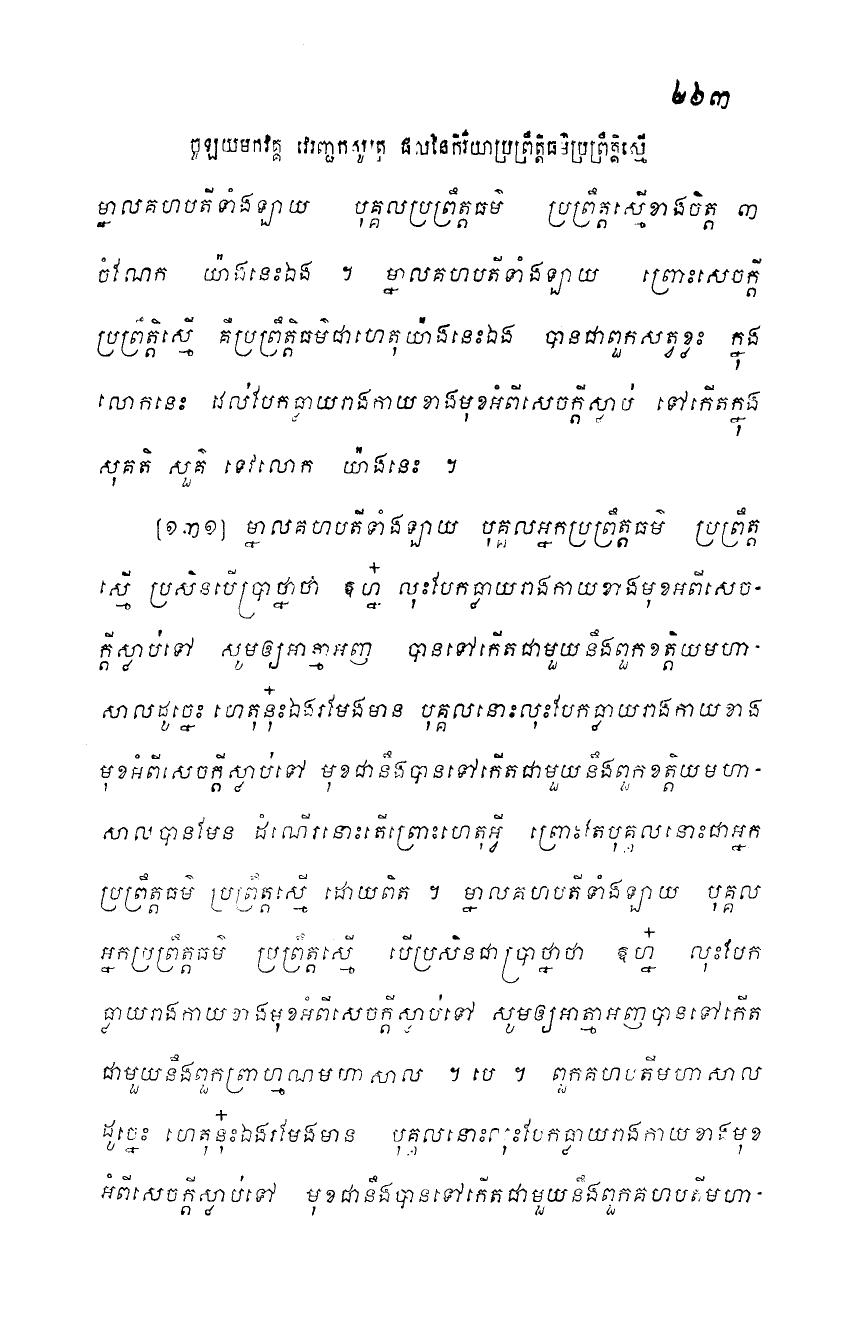 ២៦៣
ចូឡយមកវគ្គ វេរញ្ជកសូត្រ ផលនៃកិរិយាប្រព្រឹត្តិធម៌ប្រព្រឹត្តិស្មើ
ម្នាលគហបតីទាំងឡាយ បុគ្គលប្រព្រឹត្តធម៌ ប្រព្រឹត្តស្មើខាងចិត្ត ៣
ចំណែក យ៉ាងនេះឯង ។ ម្នាលគហបតីទាំងឡាយ ព្រោះសេចក្តី
ប្រព្រឹត្តិស្មើ គឺប្រព្រឹត្តិធម៌ជាហេតុយ៉ាងនេះឯង បានជាពួកសត្វខ្លះ ក្នុង
លោកនេះ ដល់បែកធ្លាយរាងកាយខាងមុខអំពីសេចក្តីស្លាប់ ទៅកើតក្នុង
សុគតិ សួគ៌ ទេវលោក យ៉ាងនេះ ។
[១៣១] ម្នាលគហបតីទាំងឡាយ បុគ្គលអ្នកប្រព្រឹត្តធម៌ ប្រព្រឹត្ត
ស្មើ ប្រសិនបើប្រាថ្នាថា ឱហ្ន៎ លុះបែកធ្លាយរាងកាយខាងមុខអពីសេច-
ក្តីស្លាប់ទៅ សូមឲ្យអាត្មាអញ បានទៅកើតជាមួយនឹងពួកខត្តិយមហា-
សាលដូច្នេះ ហេតុនុ៎ះឯងរមែងមាន បុគ្គលនោះលុះបែកធ្លាយរាងកាយខាង
មុខអំពីសេចក្តីស្លាប់ទៅ មុខជានឹងបានទៅកើតជាមួយនឹងពួកខត្តិយមហា-
សាលបានមែន ដំណើរនោះតើព្រោះហេតុអ្វី ព្រោះតែបុគ្គលនោះជាអ្នក
ប្រព្រឹត្តធម៌ ប្រព្រឹត្តស្មើ ដោយពិត ។ ម្នាលគហបតីទាំងឡាយ បុគ្គល
អ្នកប្រព្រឹត្តធម៌ ប្រព្រឹត្តស្មើ បើប្រសិនជាប្រាថ្នាថា ឱហ្ន៎ លុះបែក
ធ្លាយរាងកាយខាងមុខអំពីសេចក្តីស្លាប់ទៅ សូមឲ្យអាត្មាអញបានទៅកើត
ជាមួយនឹងពួកព្រាហ្មណមហាសាល ។ បេ ។ ពួកគហបតីមហាសាល
ដូច្នេះ ហេតុនុ៎ះឯងរមែងមាន បុគ្គលនោះលុះបែកធ្លាយរាងកាយខាងមុខ
អំពីសេចក្តីស្លាប់ទៅ មុខជានឹងបានទៅកើតជាមួយនឹងពួកគហបតីមហា-